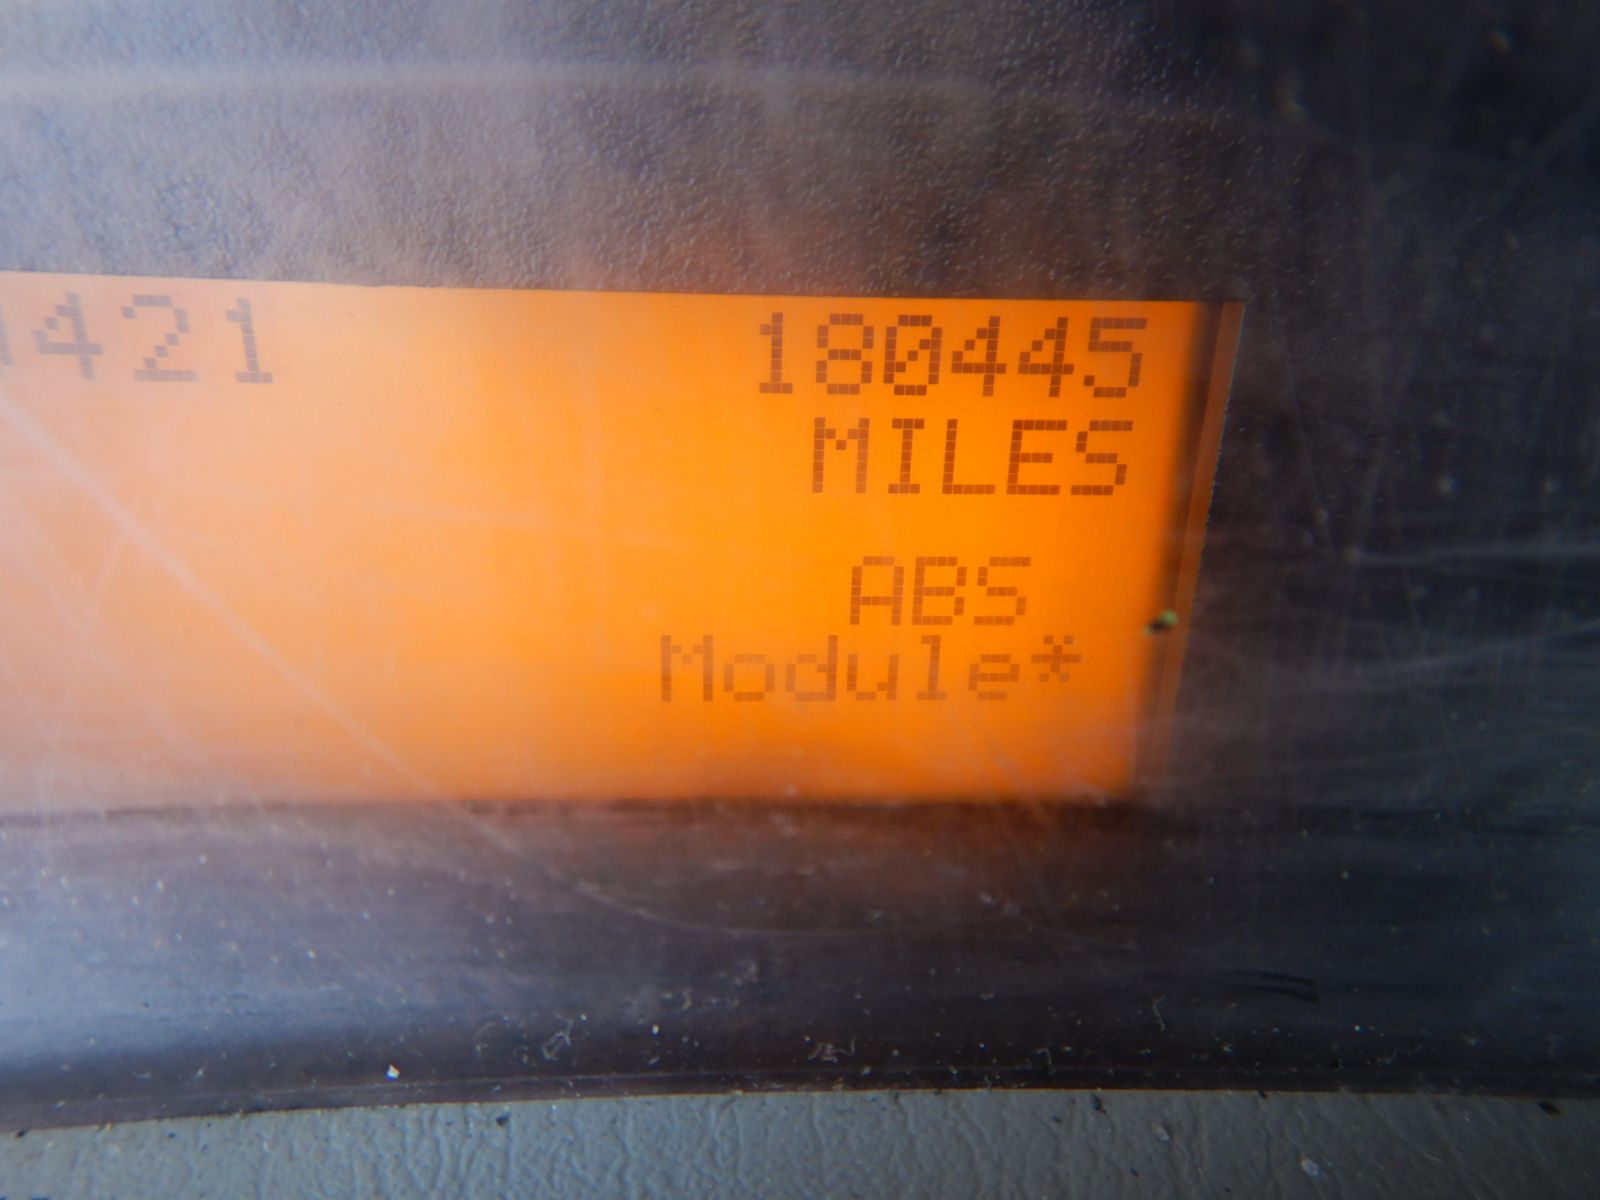 421 180445
MILES
ABS
Module*